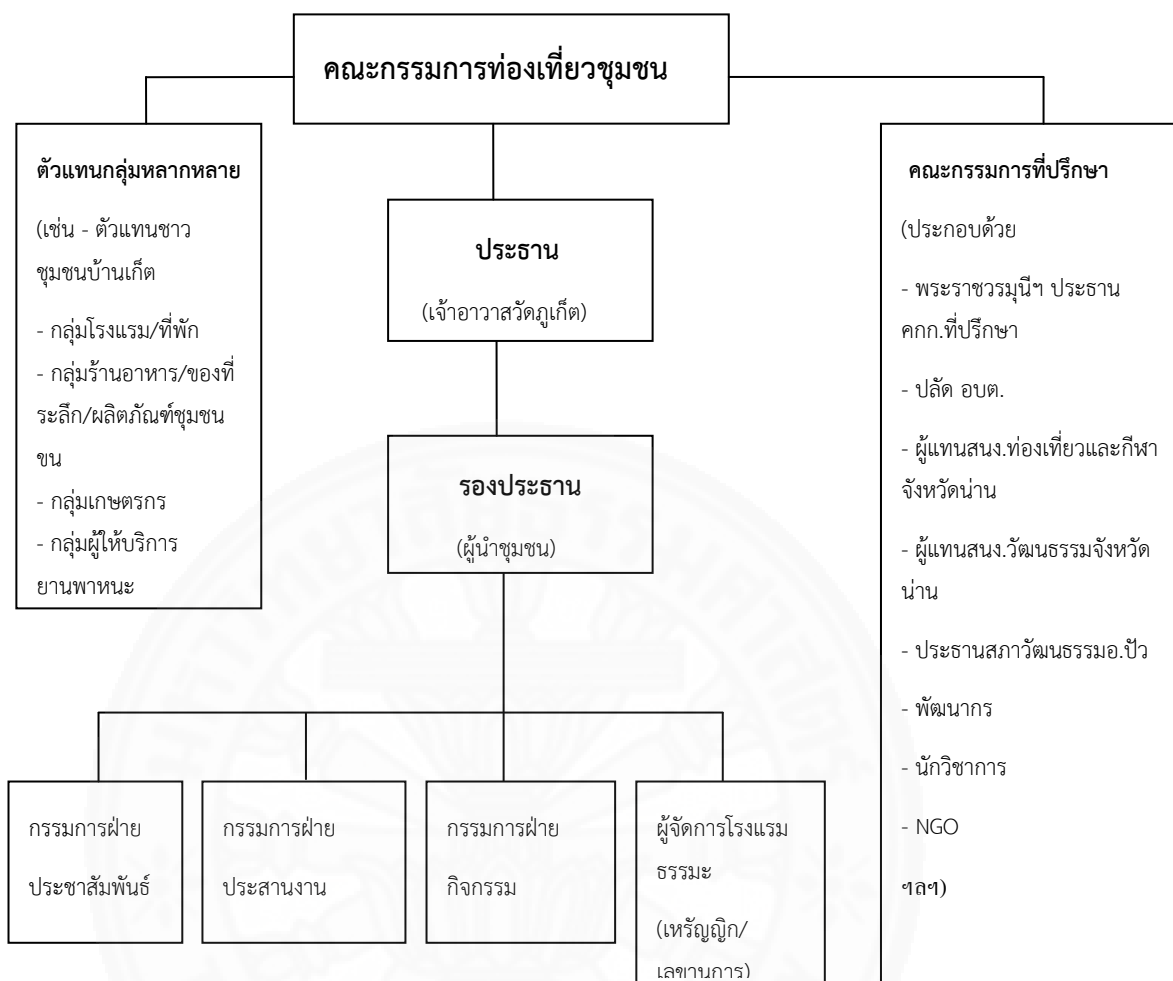 คณะกรรมการท่องเที่ยวชุมชน
ตัวแทนกลุ่มหลากหลาย
(เช่น - ตัวแทนชาว
ชุมชนบ้านเก็ต
- กลุ่มโรงแรม/ที่พัก
- กลุ่มร้านอาหาร/ของที่
ระลึก/ผลิตภัณฑ์ชุมชน
ขน
- กลุ่มเกษตรกร
- กลุ่มผู้ให้บริการ
ยานพาหนะ
ประธาน
(เจ้าอาวาสวัดภูเก็ต)
รองประธาน
(ผู้นำชุมชน)
คณะกรรมการที่ปรึกษา
(ประกอบด้วย
- พระราชวรมุนีฯ ประธาน
คกก.ที่ปรึกษา
- ปลัด อบต.
- ผู้แทนสนง.ท่องเที่ยวและกีฬา
จังหวัดน่าน
- ผู้แทนสนง.วัฒนธรรมจังหวัด
น่าน
- ประธานสภาวัฒนธรรมอ.ปัว
- พัฒนากร
- นักวิชาการ
- NGO
ฯลฯ)
กรรมการฝ่าย
ประชาสัมพันธ์
กรรมการฝ่าย
ประสานงาน
กรรมการฝ่าย
กิจกรรม
ผู้จัดการโรงแรม
ธรรมะ
(เหรัญญิก/
เลขานุการ)